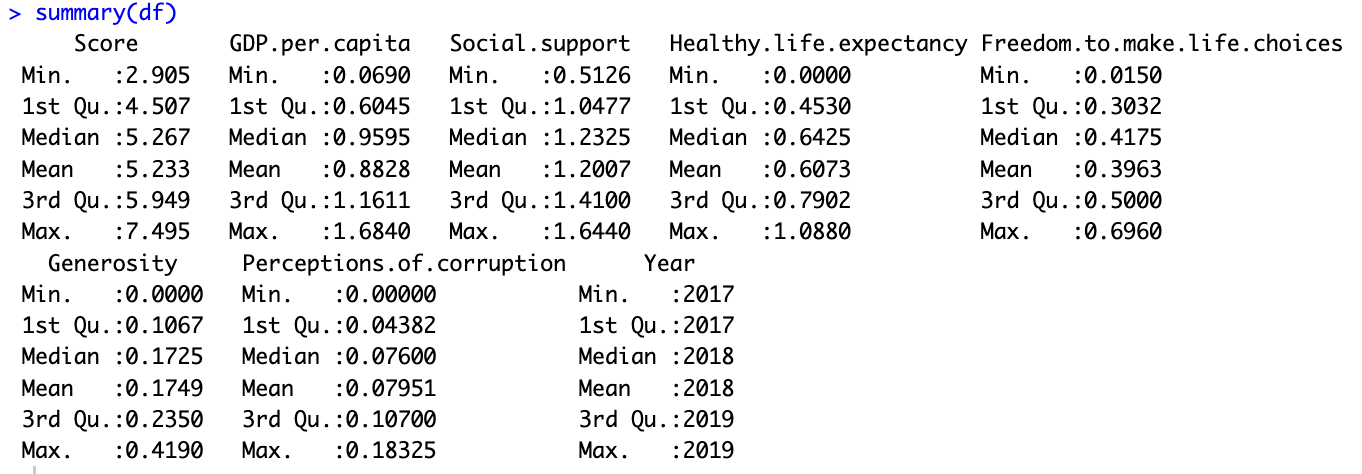 > summary(df)
Score GDP.per.capita Social.support Healthy.life.expectancy Freedom.to.make.life.choices
Min. :2.905 Min. :0.0690 Min. :0.5126 Min. :0.0000 Min. :0.0150
1st Qu.:4.507 1st Qu.:0.6045 1st Qu.:1.0477 1st Qu.:0.4530 1st Qu.:0.3032
Median :5.267 Median :0.9595 Median :1.2325 Median :0.6425 Median :0.4175
Mean :5.233 Mean :0.8828 Mean :1.2007 Mean :0.6073 Mean :0.3963
3rd Qu.:5.949 3rd Qu.:1.1611 3rd Qu.:1.4100 3rd Qu.:0.7902 3rd Qu.:0.5000
Max. :7.495 Max. :1.6840 Max. :1.6440 Max. :1.0880 Max. :0.6960
Generosity Perceptions.of.corruption Year
Min. :0.0000 Min. :0.00000 Min. :2017
1st Qu.:0.1067 1st Qu.:0.04382 1st Qu.:2017
Median :0.1725 Median :0.07600 Median :2018
Mean :0.1749 Mean :0.07951 Mean :2018
3rd Qu.:0.2350 3rd Qu.:0.10700 3rd Qu.:2019
Max. :0.4190 Max. :0.18325 Max. :2019